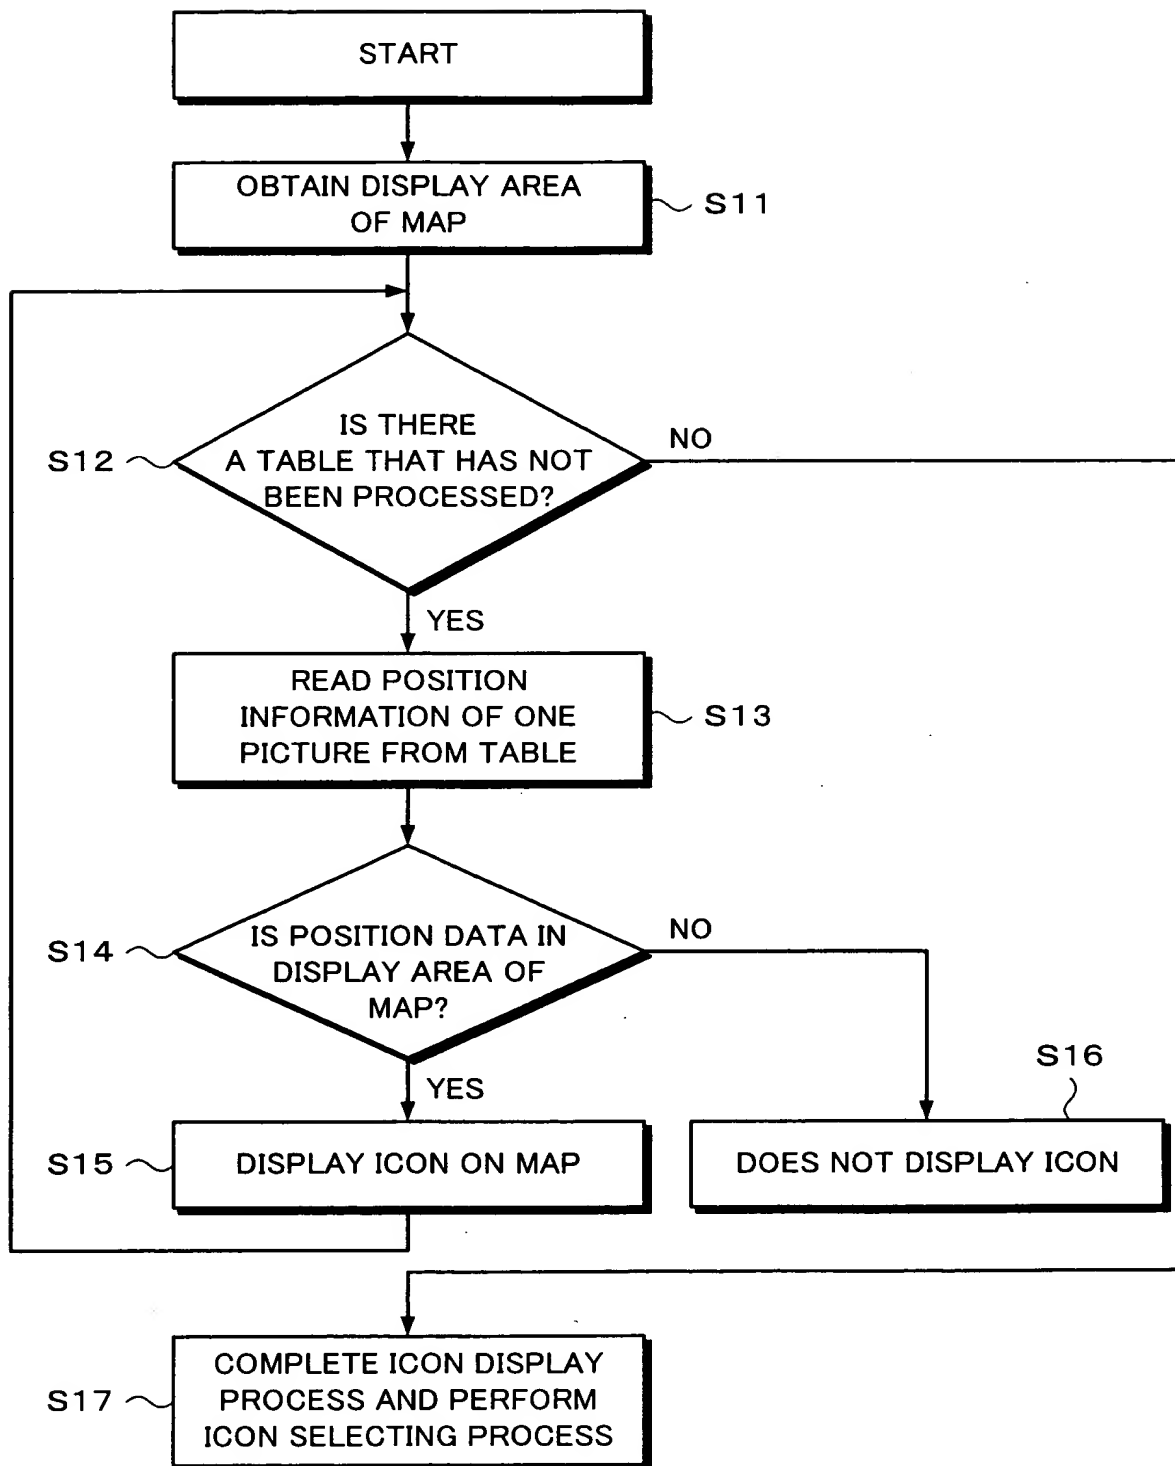 START
OBTAIN DISPLAY AREA
OF MAP
S11
IS THERE
A TABLE THAT HAS NOT
BEEN PROCESSED?
S12
NO
YES
READ POSITION
INFORMATION OF ONE
PICTURE FROM TABLE
S13
IS POSITION DATA IN
DISPLAY AREA OF
MAP?
S14
NO
YES
S16
S15
DISPLAY ICON ON MAP
DOES NOT DISPLAY ICON
COMPLETE ICON DISPLAY
PROCESS AND PERFORM
ICON SELECTING PROCESS
S17